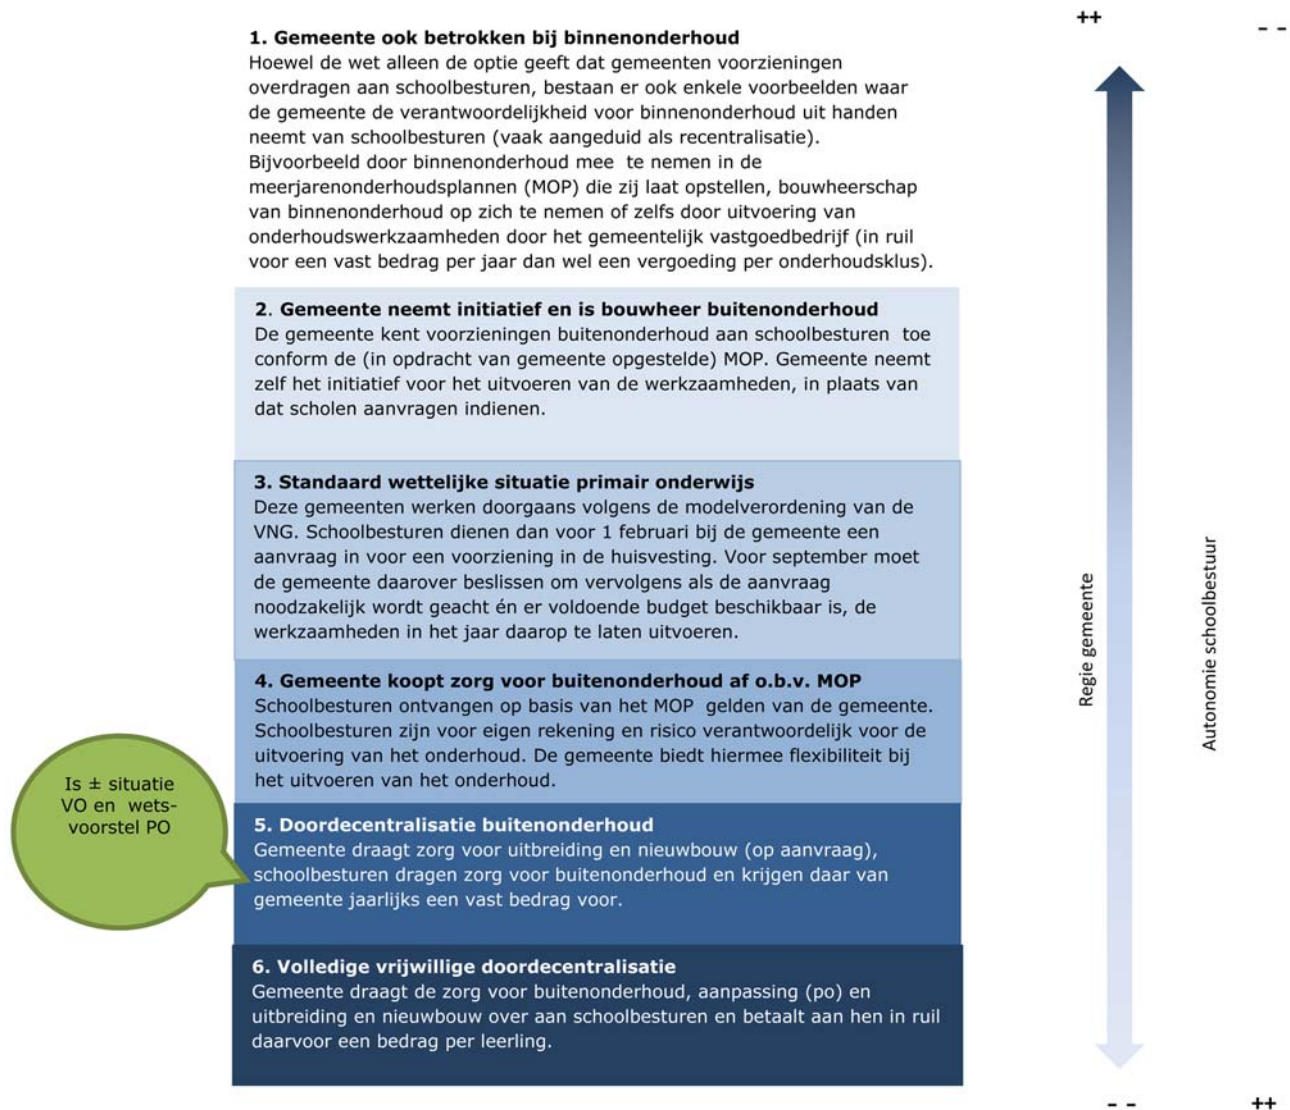 ++
- -
1. Gemeente ook betrokken bij binnenonderhoud
Hoewel de wet alleen de optie geeft dat gemeenten voorzieningen
overdragen aan schoolbesturen, bestaan er ook enkele voorbeelden waar
de gemeente de verantwoordelijkheid voor binnenonderhoud uit handen
neemt van schoolbesturen (vaak aangeduid als recentralisatie).
Bijvoorbeeld door binnenonderhoud mee te nemen in de
meerjarenonderhoudsplannen (MOP) die zij laat opstellen, bouwheerschap
van binnenonderhoud op zich te nemen of zelfs door uitvoering van
onderhoudswerkzaamheden door het gemeentelijk vastgoedbedrijf (in ruil
voor een vast bedrag per jaar dan wel een vergoeding per onderhoudsklus).
2. Gemeente neemt initiatief en is bouwheer buitenonderhoud
De gemeente kent voorzieningen buitenonderhoud aan schoolbesturen toe
conform de (in opdracht van gemeente opgestelde) MOP. Gemeente neemt
zelf het initiatief voor het uitvoeren van de werkzaamheden, in plaats van
dat scholen aanvragen indienen.
3. Standaard wettelijke situatie primair onderwijs
Deze gemeenten werken doorgaans volgens de modelverordening van de
VNG. Schoolbesturen dienen dan voor 1 februari bij de gemeente een
aanvraag in voor een voorziening in de huisvesting. Voor september moet
de gemeente daarover beslissen om vervolgens als de aanvraag
noodzakelijk wordt geacht én er voldoende budget beschikbaar is, de
werkzaamheden in het jaar daarop te laten uitvoeren.
4. Gemeente koopt zorg voor buitenonderhoud af o.b.v. MOP
Schoolbesturen ontvangen op basis van het MOP gelden van de gemeente.
Schoolbesturen zijn voor eigen rekening en risico verantwoordelijk voor de
uitvoering van het onderhoud. De gemeente biedt hiermee flexibiliteit bij
het uitvoeren van het onderhoud.
Is ± situatie
VO en wets-
voorstel PO
5. Doordecentralisatie buitenonderhoud
Gemeente draagt zorg voor uitbreiding en nieuwbouw (op aanvraag),
schoolbesturen dragen zorg voor buitenonderhoud en krijgen daar van
gemeente jaarlijks een vast bedrag voor.
6. Volledige vrijwillige doordecentralisatie
Gemeente draagt de zorg voor buitenonderhoud, aanpassing (po) en
uitbreiding en nieuwbouw over aan schoolbesturen en betaalt aan hen in ruil
daarvoor een bedrag per leerling.
Regie gemeente
Autonomie schoolbestuur
- -
++